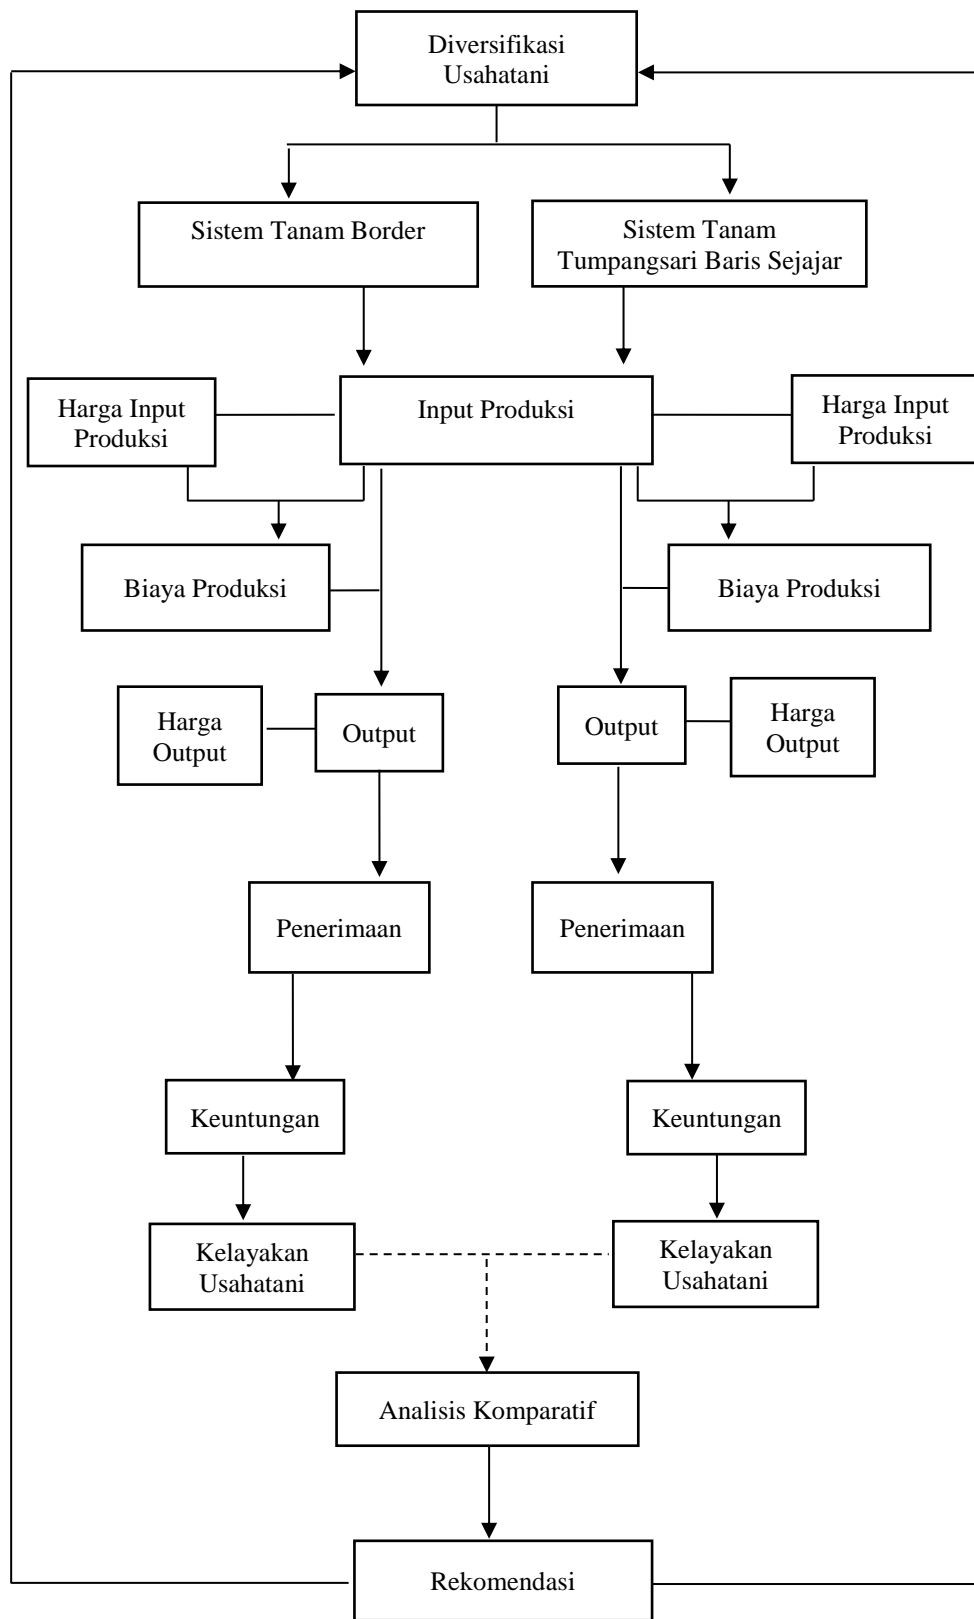 Diversifikasi
Usahatani
Sistem Tanam Border
Sistem Tanam
Tumpangsari Baris Sejajar
Harga Input
Produksi
Input Produksi
Harga Input
Produksi
Biaya Produksi
Biaya Produksi
Harga
Output
Output
Output
Harga
Output
Penerimaan
Penerimaan
Keuntungan
Keuntungan
Kelayakan
Usahatani
Kelayakan
Usahatani
Analisis Komparatif
Rekomendasi